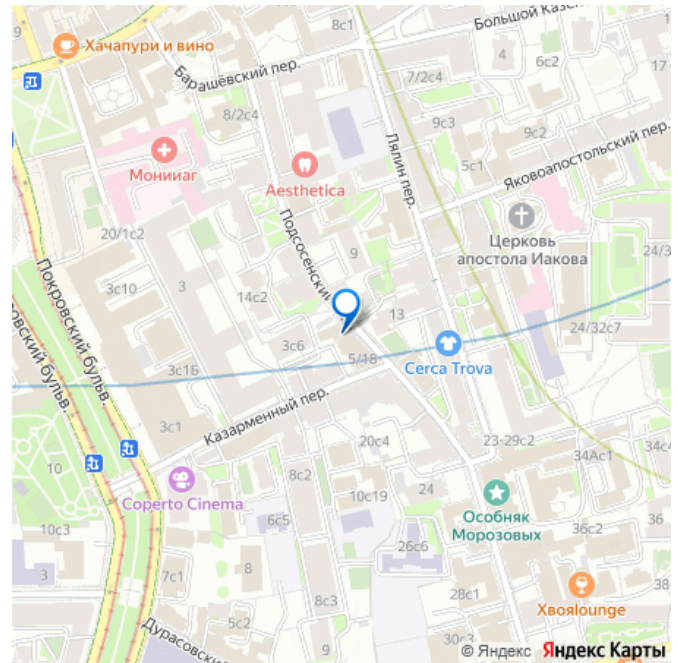 8с1
Большой Казён
Хачапури и вино
Барашёвский пер.
7/2с4
4
6с2
17
8/2с4
9с3
9с2
Мониаг
Aesthetica
Лялин пер.
5с1
Яковоапостольский пер.
20/1с2
Подсосенский
9
Церковь
апостола Иакова
24/3
Покровский бульв.
3с10
3
14с2
13
3с6
24/32с7
овский бульв.
3с16
5/18
Cerca Trova
Казарменный пер.
3с1
20с4
23-29с2
34Ас1
34с4
10
8с2
Coperto Cinema
10с19
24
Особняк
Морозовых
10с3
6с5
26с6
36с2
36
3
7с1
8
8с3
28с1
38
Хвояlounge
5с2
Дурасовский
9
30с3
© Яндекс Яндекс Карты